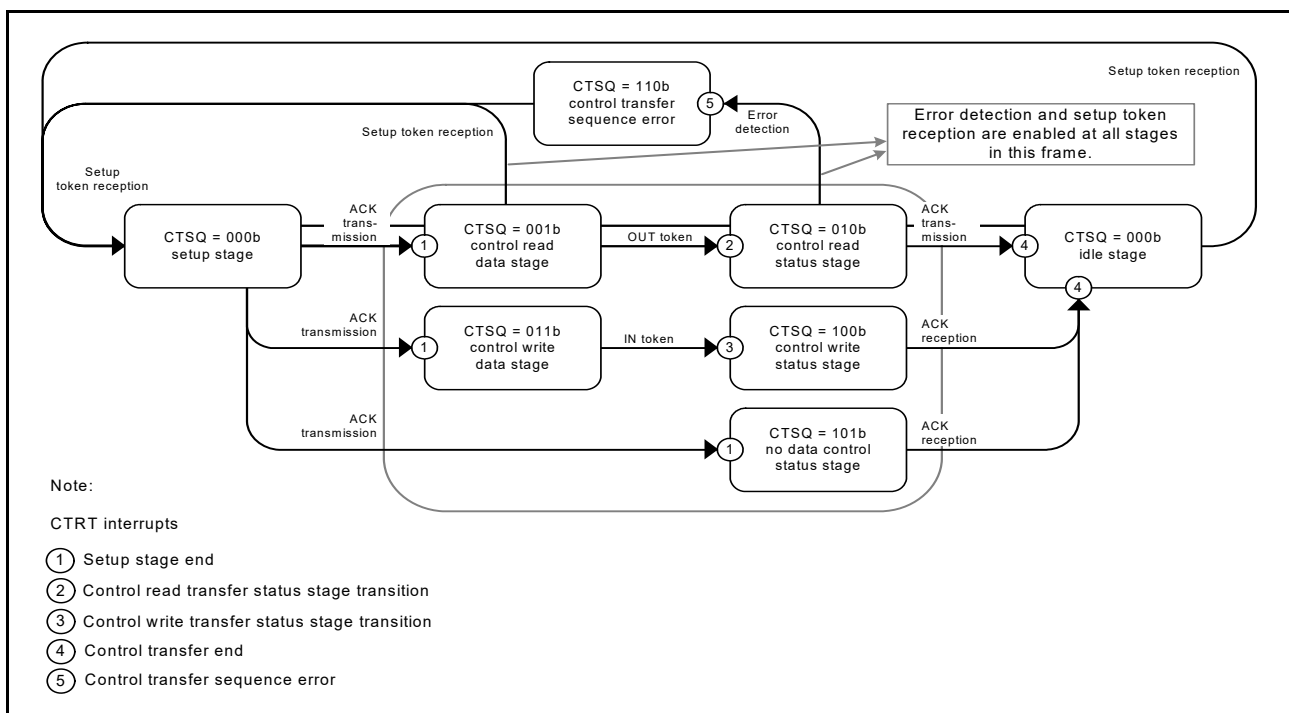 Setup token reception
CTSQ = 110b
control transfer
sequence error
5
Error
detection
Setup token reception
Error detection and setup token
reception are enabled at all stages
in this frame.
Setup
token reception
CTSQ = 000b
setup stage
ACK
trans-
mission
1
CTSQ = 001b
control read
data stage
OUT token
2
CTSQ = 010b
control read
status stage
ACK
trans-
mission
4
CTSQ = 000b
idle stage
4
ACK
transmission
1
CTSQ = 011b
control write
data stage
IN token
3
CTSQ = 100b
control write
status stage
ACK
reception
ACK
transmission
1
CTSQ = 101b
no data control
status stage
ACK
reception
Note:
CTRT interrupts
1 Setup stage end
2 Control read transfer status stage transition
3 Control write transfer status stage transition
4 Control transfer end
5 Control transfer sequence error